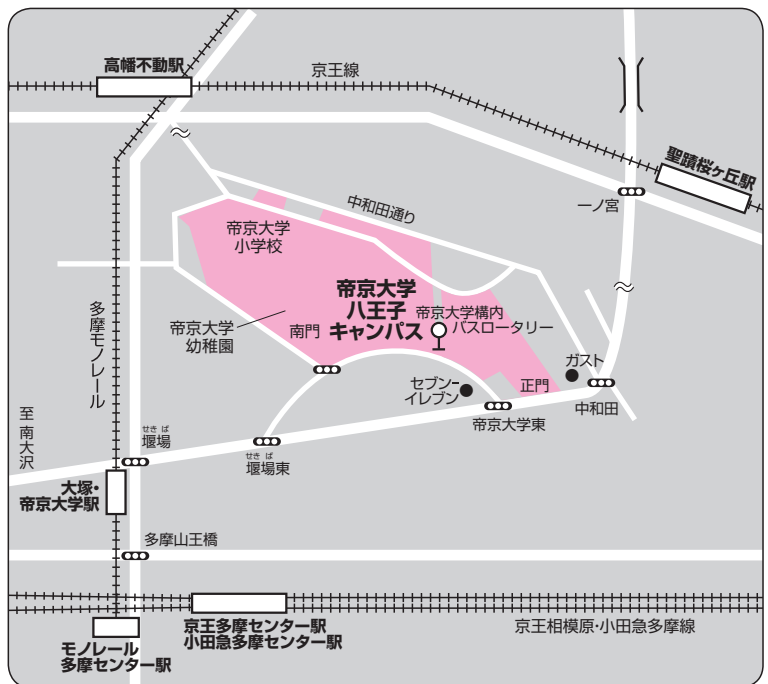 高幡不動駅
京王線
聖蹟桜ヶ丘駅
一ノ宮
中和田通り
帝京大学
小学校
帝京大学
八王子
キャンパス
帝京大学構内
バスロータリー
帝京大学
幼稚園
南門
多摩モノレール
ガスト
セブン-
イレブン
正門
中和田
帝京大学東
至 南大沢
せき ば
堰場
せき ば
堰場東
大塚・
帝京大学駅
多摩山王橋
京王多摩センター駅
小田急多摩センター駅
京王相模原・小田急多摩線
モノレール
多摩センター駅